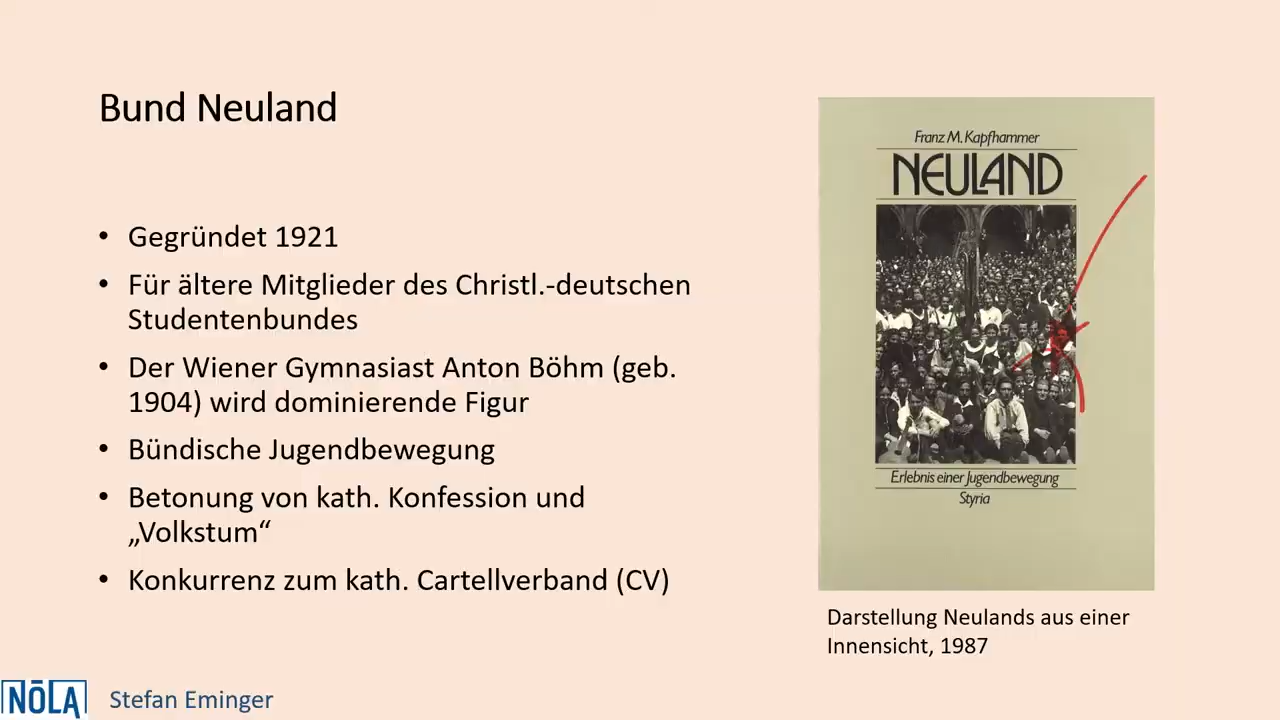 Bund Neuland
• Gegründet 1921
• Für ältere Mitglieder des Christl.-deutschen
Studentenbundes
• Der Wiener Gymnasiast Anton Böhm (geb.
1904) wird dominierende Figur
• Bündische Jugendbewegung
• Betonung von kath. Konfession und
„Volkstum“
• Konkurrenz zum kath. Cartellverband (CV)
Franz M. Kapfhammer
NEULAND
Erlebnis einer Jugendbewegung
Styria
Darstellung Neulands aus einer
Innensicht, 1987
NÖLA
Stefan Eminger